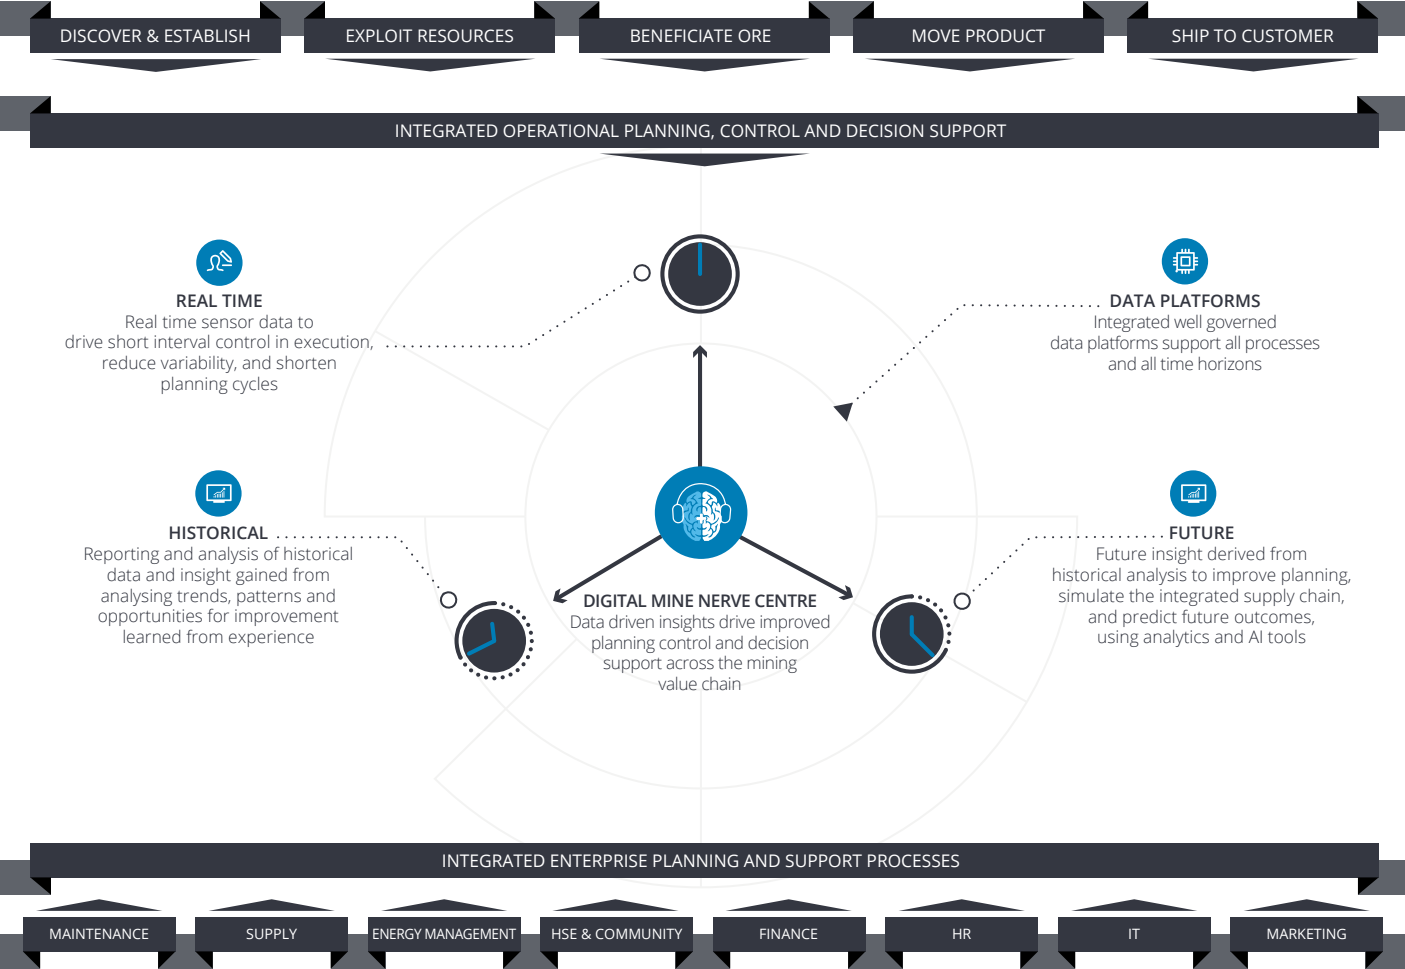 DISCOVER & ESTABLISH
EXPLOIT RESOURCES
BENEFICIATE ORE
MOVE PRODUCT
SHIP TO CUSTOMER
INTEGRATED OPERATIONAL PLANNING, CONTROL AND DECISION SUPPORT
REAL TIME
Real time sensor data to
drive short interval control in execution,
reduce variability, and shorten
planning cycles
DATA PLATFORMS
Integrated well governed
data platforms support all processes
and all time horizons
HISTORICAL
Reporting and analysis of historical
data and insight gained from
analysing trends, patterns and
opportunities for improvement
learned from experience
FUTURE
Future insight derived from
historical analysis to improve planning,
simulate the integrated supply chain,
and predict future outcomes,
using analytics and AI tools
DIGITAL MINE NERVE CENTRE
Data driven insights drive improved
planning control and decision
support across the mining
value chain
INTEGRATED ENTERPRISE PLANNING AND SUPPORT PROCESSES
MAINTENANCE
SUPPLY
ENERGY MANAGEMENT
HSE & COMMUNITY
FINANCE
HR
IT
MARKETING